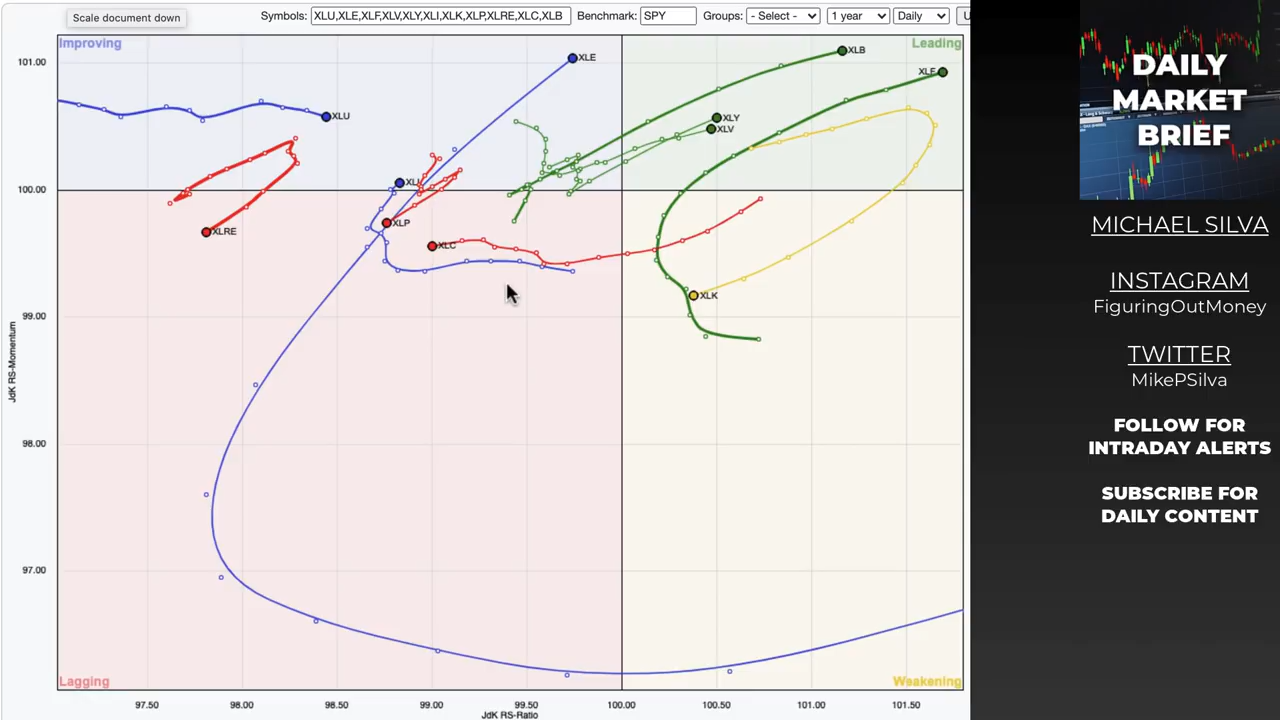 Scale document down
Symbols: XLU,XLE,XLF,XLV,XLY,XLI,XLK,XLP,XLRE,XLC,XLB Benchmark: SPY Groups: - Select - 1 year Daily U
Improving
Leading
101.00
100.00
99.00
98.00
97.00
JdK RS-Momentum
XLE
XLB
XLF
XLU
XLY
XLV
XLI
XLP
XLRE
XLC
XLK
Lagging
Weakening
97.50 98.00 98.50 99.00 99.50 100.00 100.50 101.00 101.50
JdK RS-Ratio
DAILY
MARKET
BRIEF
MICHAEL SILVA
INSTAGRAM
FiguringOutMoney
TWITTER
MikePSilva
FOLLOW FOR
INTRADAY ALERTS
SUBSCRIBE FOR
DAILY CONTENT